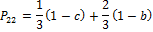 P₂₂ = 1/3 (1 − c) + 2/3 (1 − b)